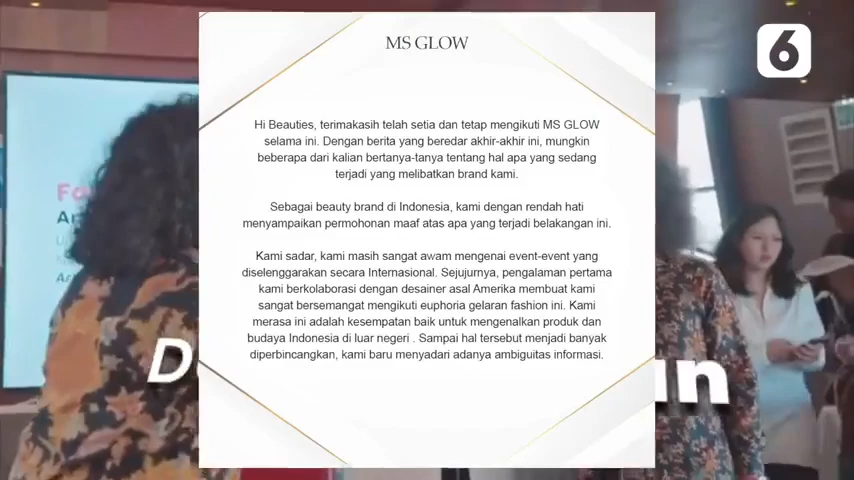 MS GLOW
6
Hi Beauties, terimakasih telah setia dan tetap mengikuti MS GLOW
selama ini. Dengan berita yang beredar akhir-akhir ini, mungkin
beberapa dari kalian bertanya-tanya tentang hal apa yang sedang
terjadi yang melibatkan brand kami.
Sebagai beauty brand di Indonesia, kami dengan rendah hati
menyampaikan permohonan maaf atas apa yang terjadi belakangan ini.
Kami sadar, kami masih sangat awam mengenai event-event yang
diselenggarakan secara Internasional. Sejujurnya, pengalaman pertama
kami berkolaborasi dengan desainer asal Amerika membuat kami
sangat bersemangat mengikuti euphoria gelaran fashion ini. Kami
merasa ini adalah kesempatan baik untuk mengenalkan produk dan
budaya Indonesia di luar negeri . Sampai hal tersebut menjadi banyak
diperbincangkan, kami baru menyadari adanya ambiguitas informasi.